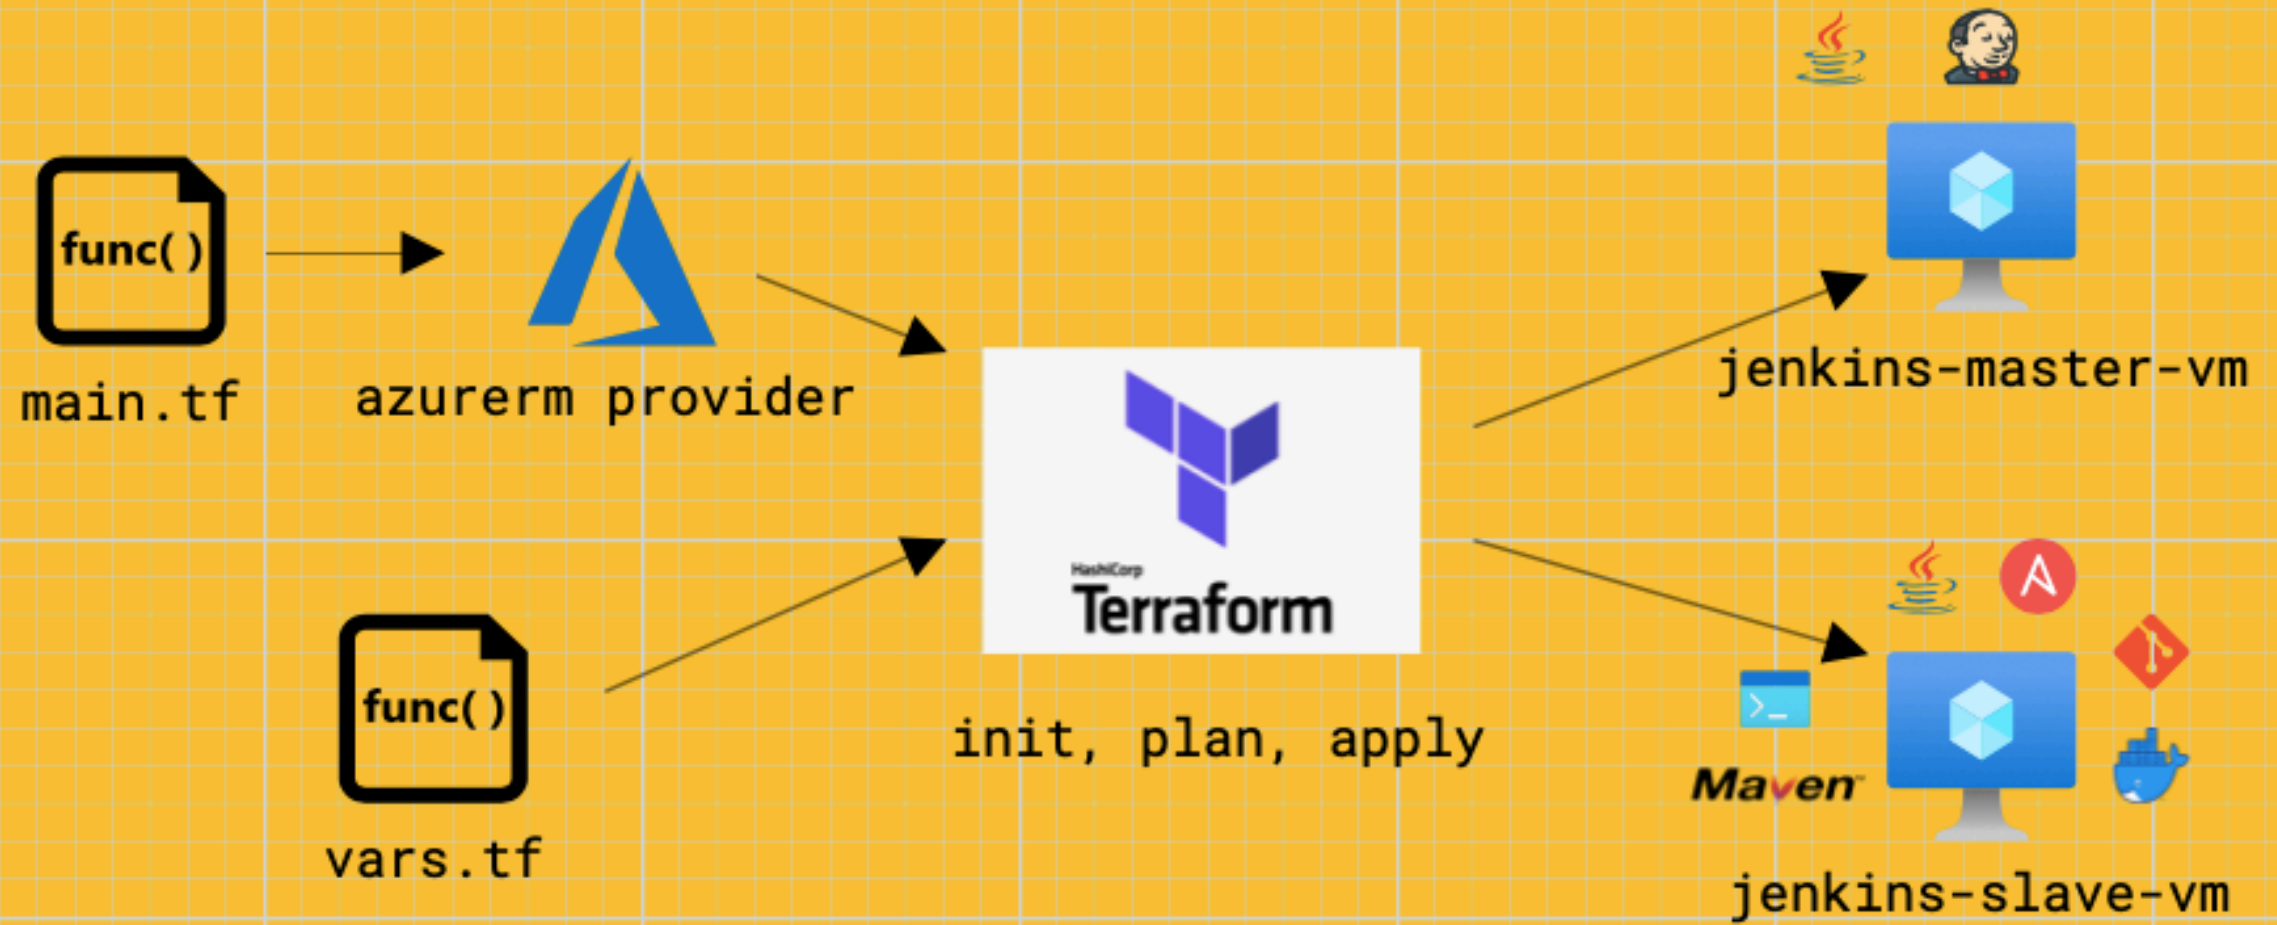 func()
main.tf
azurerm provider
func()
vars.tf
HashiCorp
Terraform
init, plan, apply
jenkins-master-vm
>_
Maven™
jenkins-slave-vm